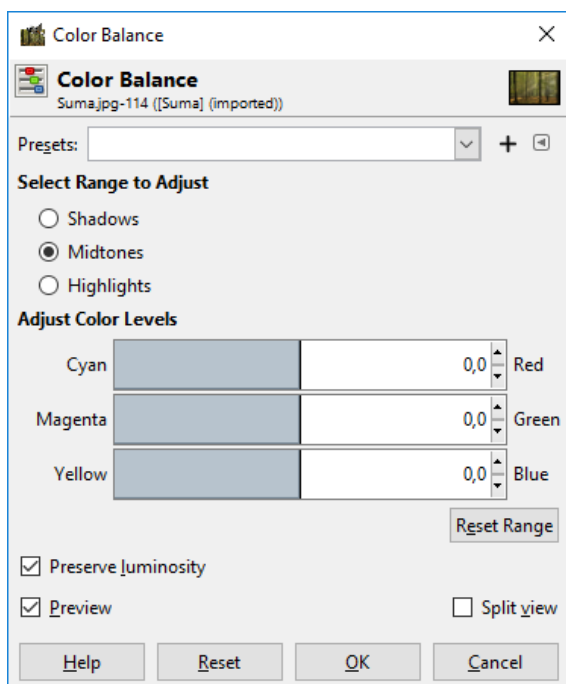 Color Balance
Color Balance
Suma.jpg-114 ([Suma] (imported))
Presets:
Select Range to Adjust
Shadows
Midtones
Highlights
Adjust Color Levels
Cyan 0,0 Red
Magenta 0,0 Green
Yellow 0,0 Blue
Reset Range
Preserve luminosity
Preview Split view
Help Reset OK Cancel